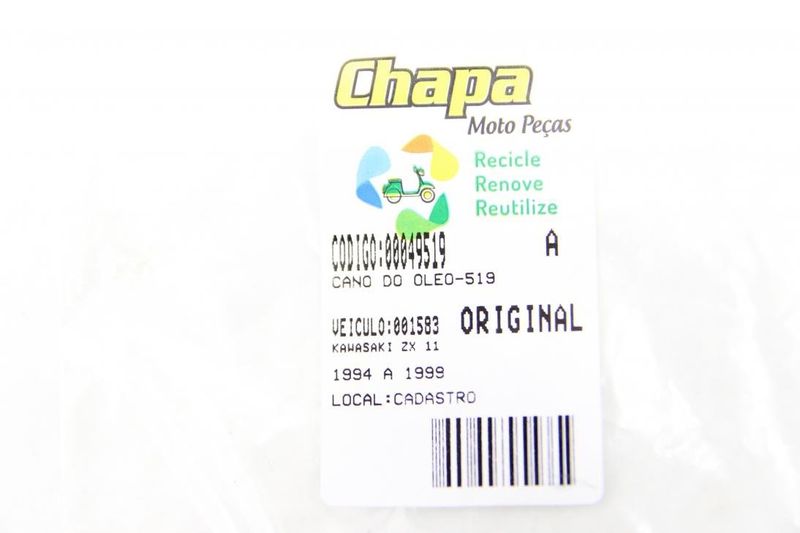 Chapa
Moto Peças
Recicle
Renove
Reutilize
CODIGO:00049519 A
CANO DO OLEO-519
VEICULO:001583 ORIGINAL
KAWASAKI ZX 11
1994 A 1999
LOCAL:CADASTRO